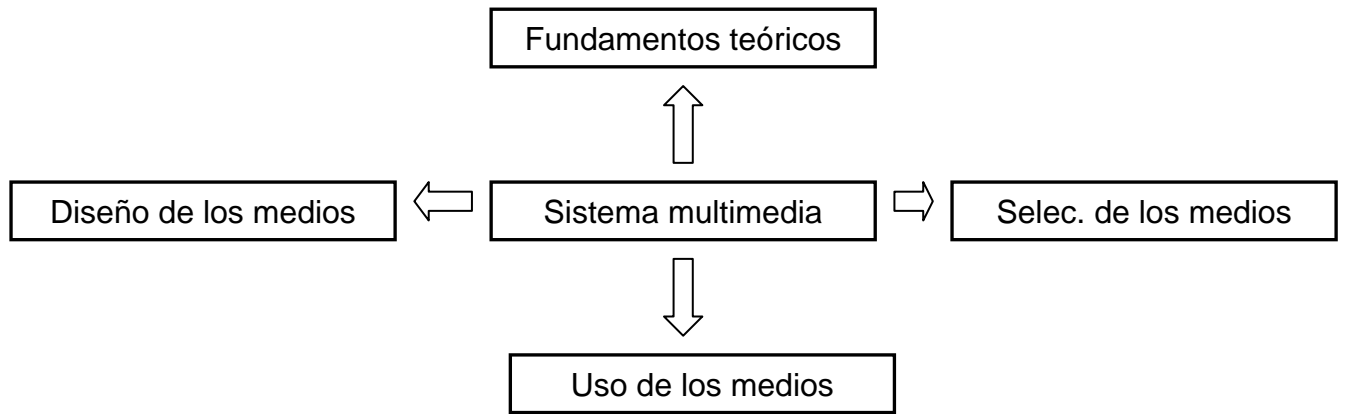 Fundamentos teóricos
Diseño de los medios
Sistema multimedia
Selec. de los medios
Uso de los medios